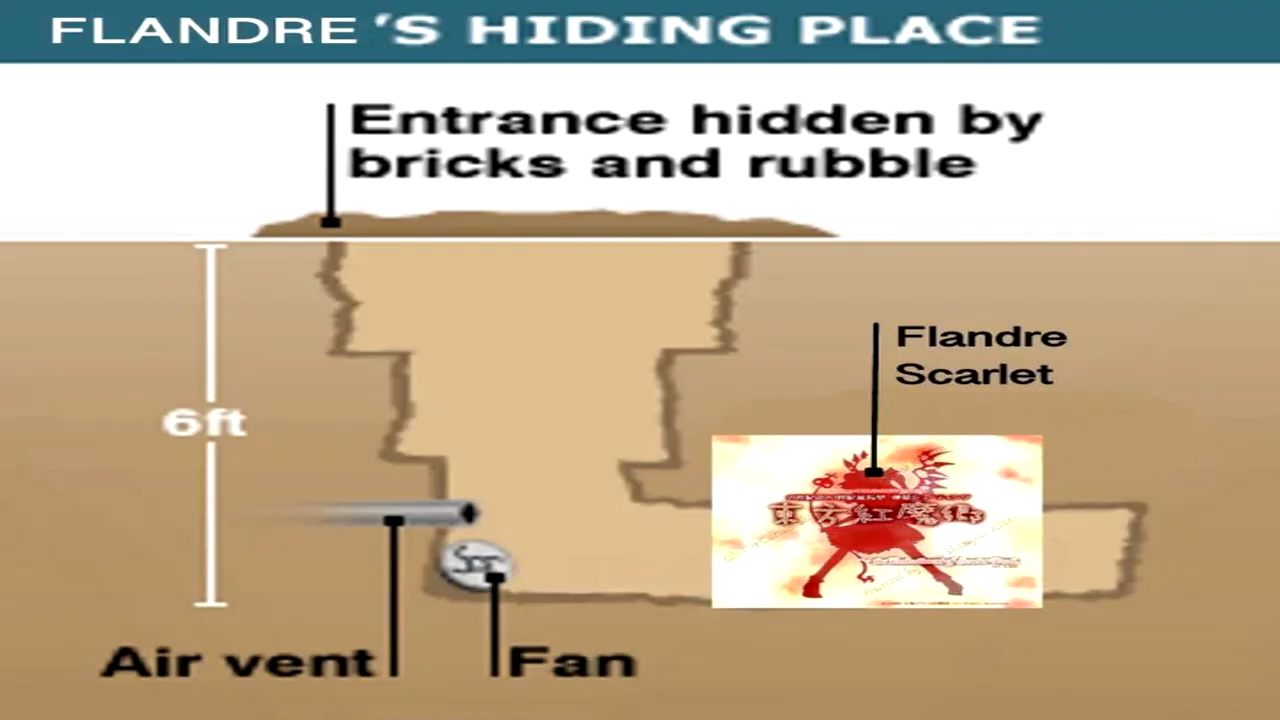 FLANDRE 'S HIDING PLACE
Entrance hidden by
bricks and rubble
Flandre
Scarlet
6ft
東方紅魔郷
Air vent
Fan